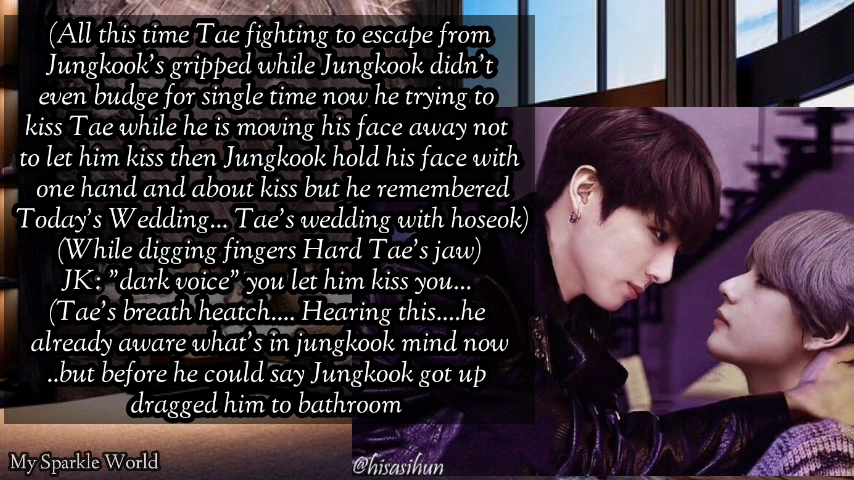 (All this time Tae fighting to escape from
Jungkook's gripped while Jungkook didn't
even budge for single time now he trying to
kiss Tae while he is moving his face away not
to let him kiss then Jungkook hold his face with
one hand and about kiss but he remembered
Today's Wedding... Tae's wedding with hoseok)
(While digging fingers Hard Tae's jaw)
JK: "dark voice" you let him kiss you...
(Tae's breath heatch.... Hearing this....he
already aware what's in jungkook mind now
..but before he could say Jungkook got up
dragged him to bathroom
My Sparkle World
@hisasihun